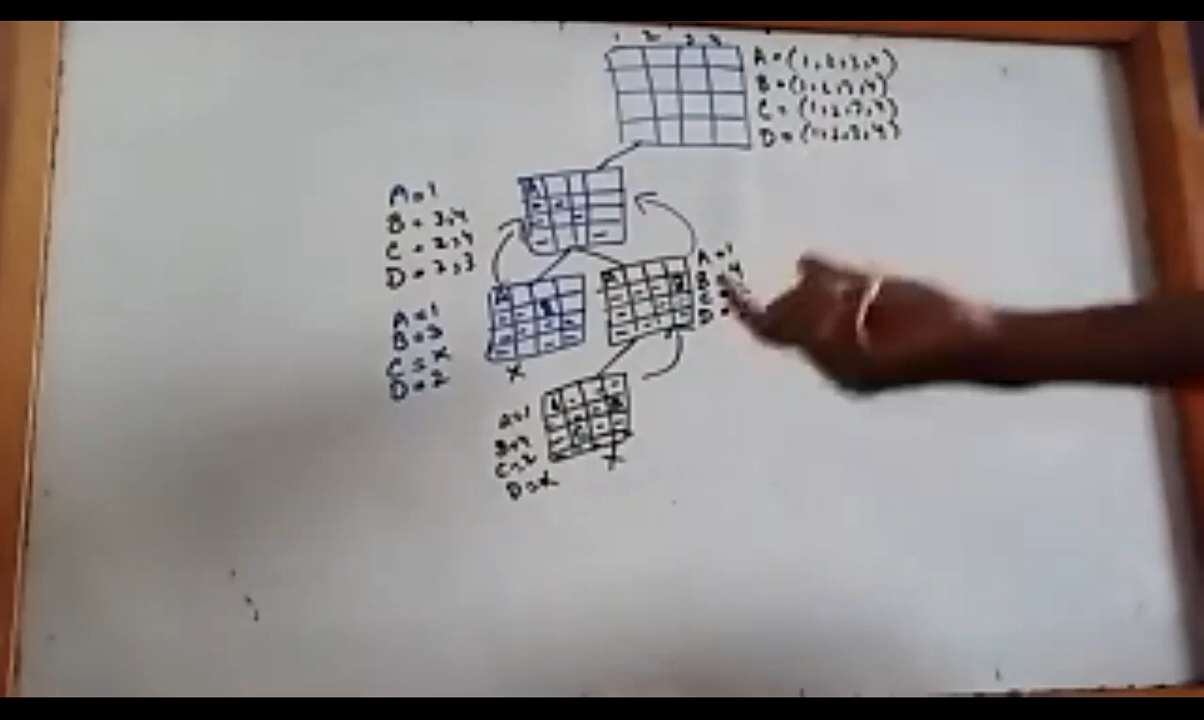 1 2 3 4
A = (1, 2, 3, 4)
B = (1, 2, 3, 4)
C = (1, 2, 3, 4)
D = (1, 2, 3, 4)
A = 1
B = 3, 4
C = 2, 4
D = 2, 3
A = 1
B = 4
C =
D =
A = 1
B = 3
C = x
D = 2
x
A = 1
B = 4
C = 2
D = x
x